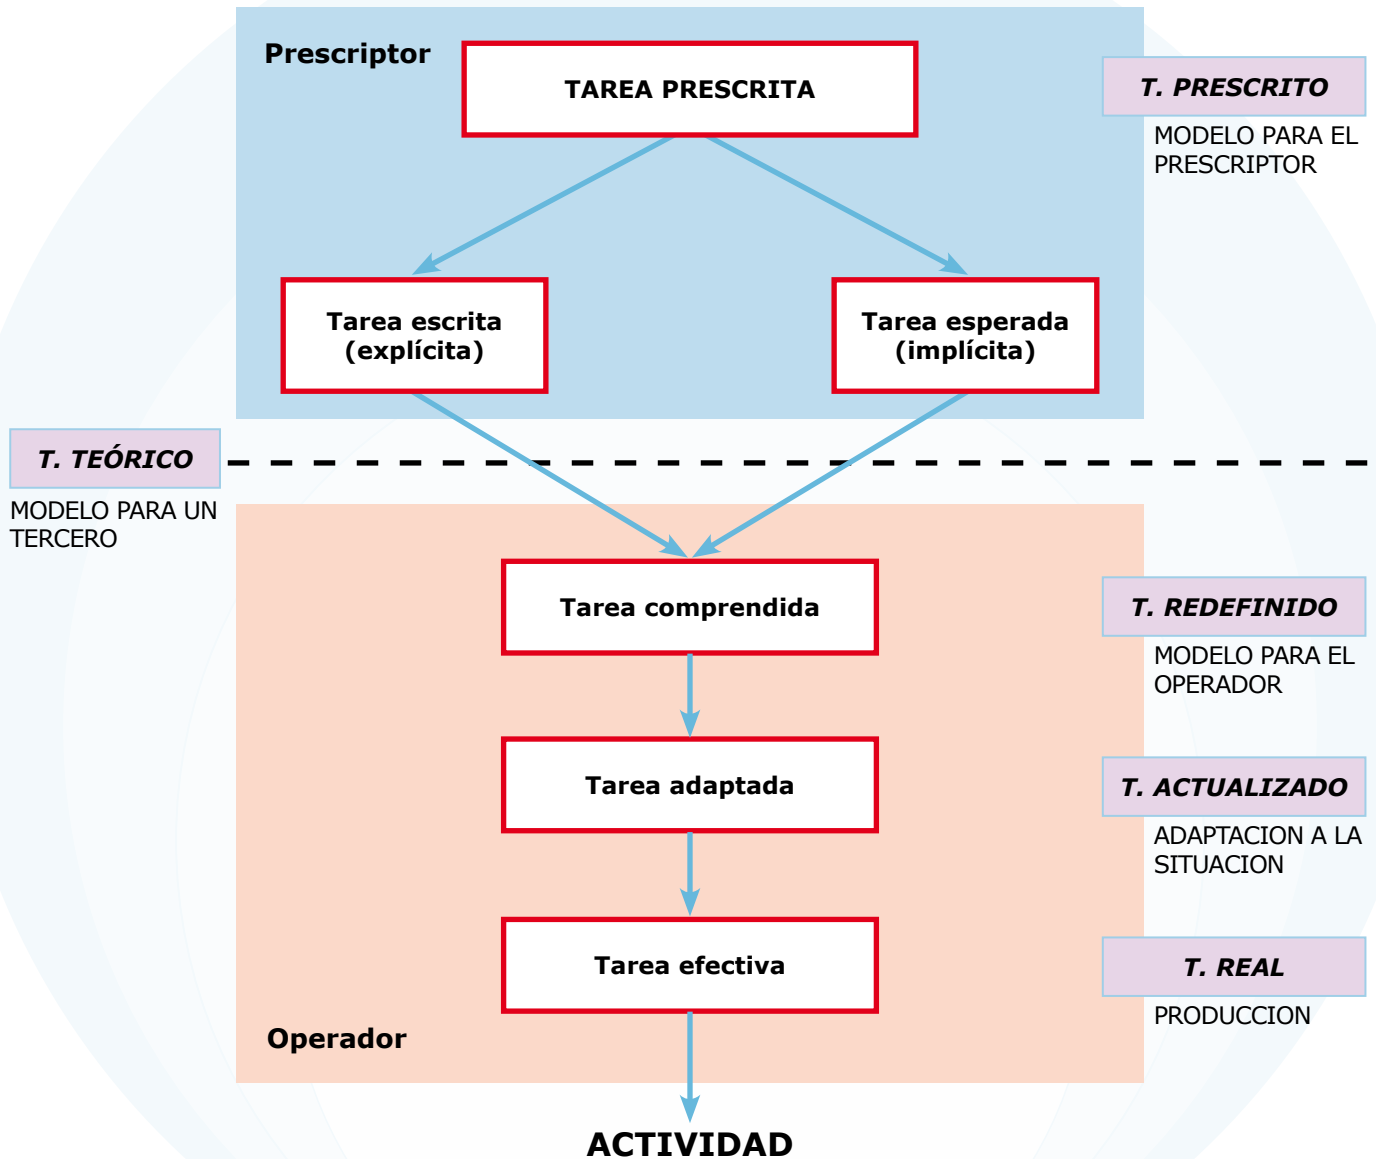 Prescriptor
TAREA PRESCRITA
T. PRESCRITO
MODELO PARA EL
PRESCRIPTOR
Tarea escrita
(explícita)
Tarea esperada
(implícita)
T. TEÓRICO
MODELO PARA UN
TERCERO
Tarea comprendida
T. REDEFINIDO
MODELO PARA EL
OPERADOR
Tarea adaptada
T. ACTUALIZADO
ADAPTACION A LA
SITUACION
Tarea efectiva
T. REAL
PRODUCCION
Operador
ACTIVIDAD